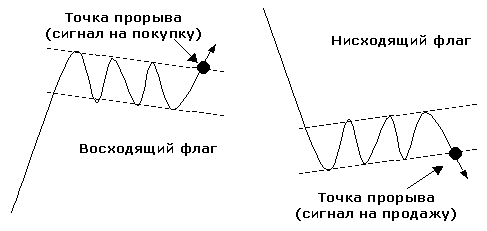 Точка прорыва
(сигнал на покупку)
Восходящий флаг
Нисходящий флаг
Точка прорыва
(сигнал на продажу)